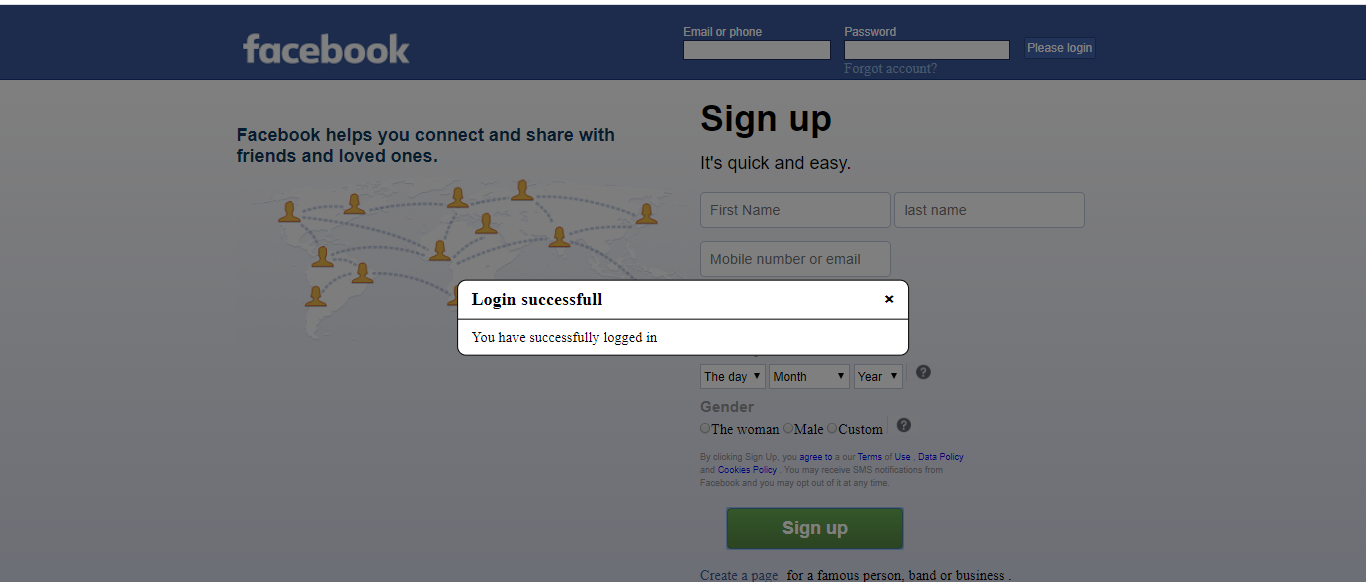 facebook
Email or phone
Password
Please login
Forgot account?
Facebook helps you connect and share with
friends and loved ones.
Sign up
It's quick and easy.
First Name
last name
Mobile number or email
Login successfull
×
You have successfully logged in
The day
Month
Year
?
Gender
The woman Male Custom
?
By clicking Sign Up, you agree to a our Terms of Use . Data Policy
and Cookies Policy . You may receive SMS notifications from
Facebook and you may opt out of it at any time.
Sign up
Create a page for a famous person, band or business .